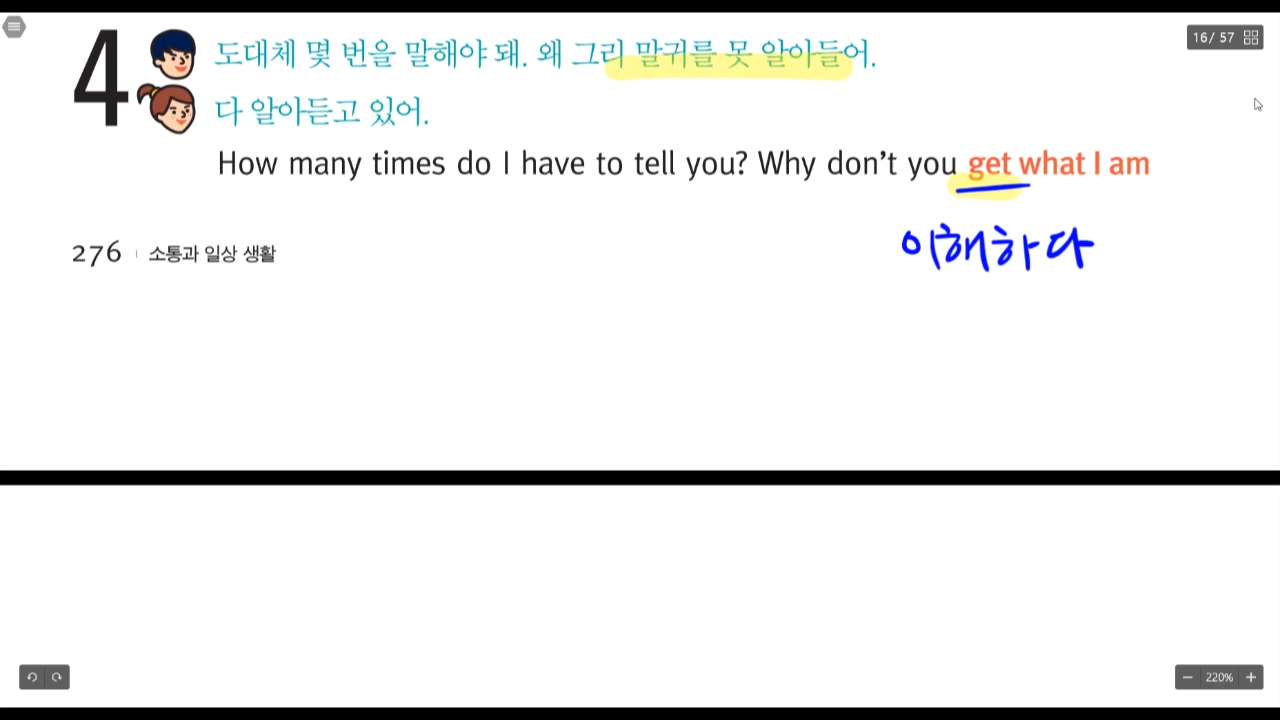 16/ 57
4
도대체 몇 번을 말해야 돼. 왜 그리 말귀를 못 알아들어.
다 알아듣고 있어.
How many times do I have to tell you? Why don't you get what I am
이해하다
276 소통과 일상 생활
220%